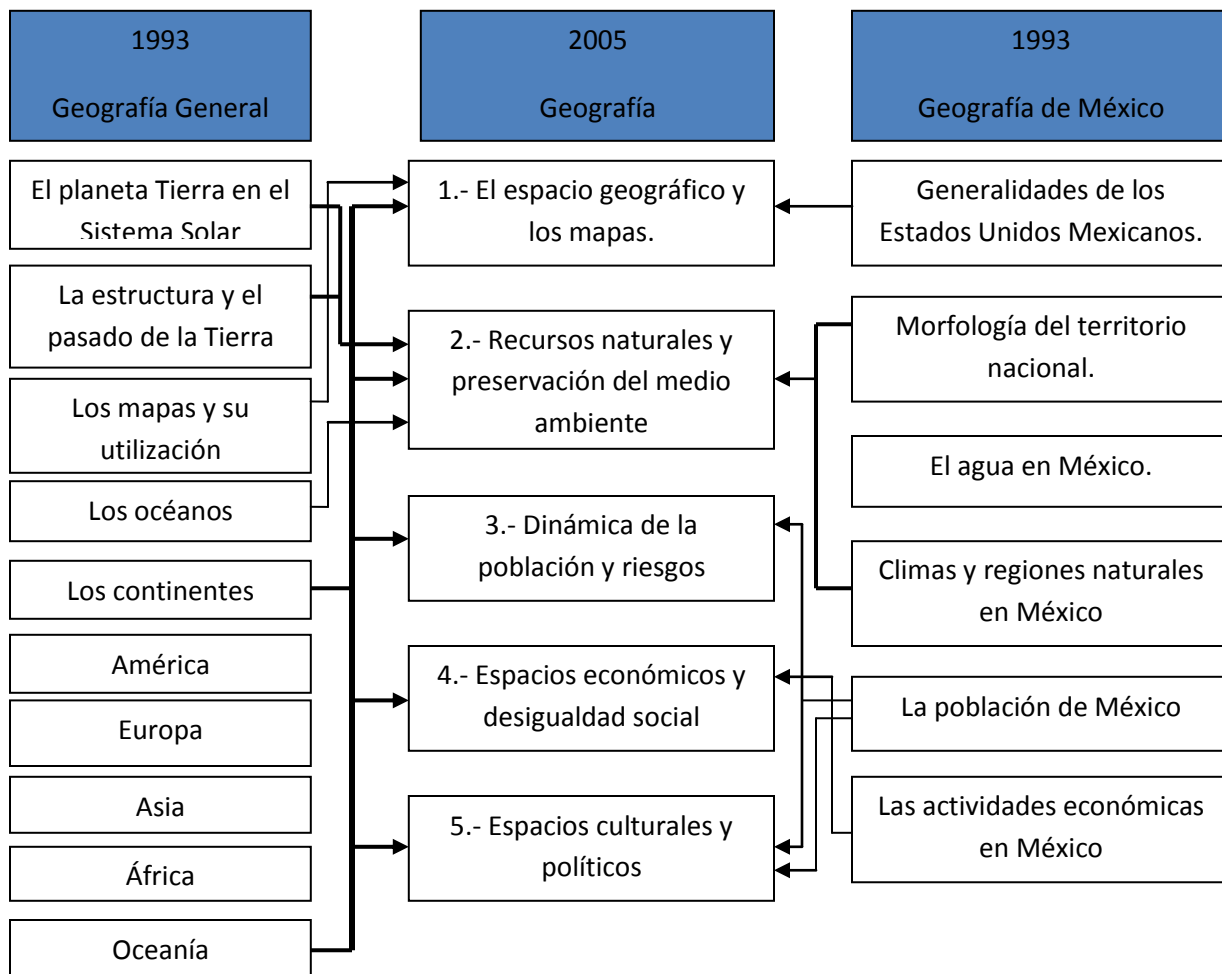 1993
Geografía General
El planeta Tierra en el
Sistema Solar
La estructura y el
pasado de la Tierra
Los mapas y su
utilización
Los océanos
Los continentes
América
Europa
Asia
África
Oceanía
2005
Geografía
1.- El espacio geográfico y
los mapas.
2.- Recursos naturales y
preservación del medio
ambiente
3.- Dinámica de la
población y riesgos
4.- Espacios económicos y
desigualdad social
5.- Espacios culturales y
políticos
1993
Geografía de México
Generalidades de los
Estados Unidos Mexicanos.
Morfología del territorio
nacional.
El agua en México.
Climas y regiones naturales
en México
La población de México
Las actividades económicas
en México